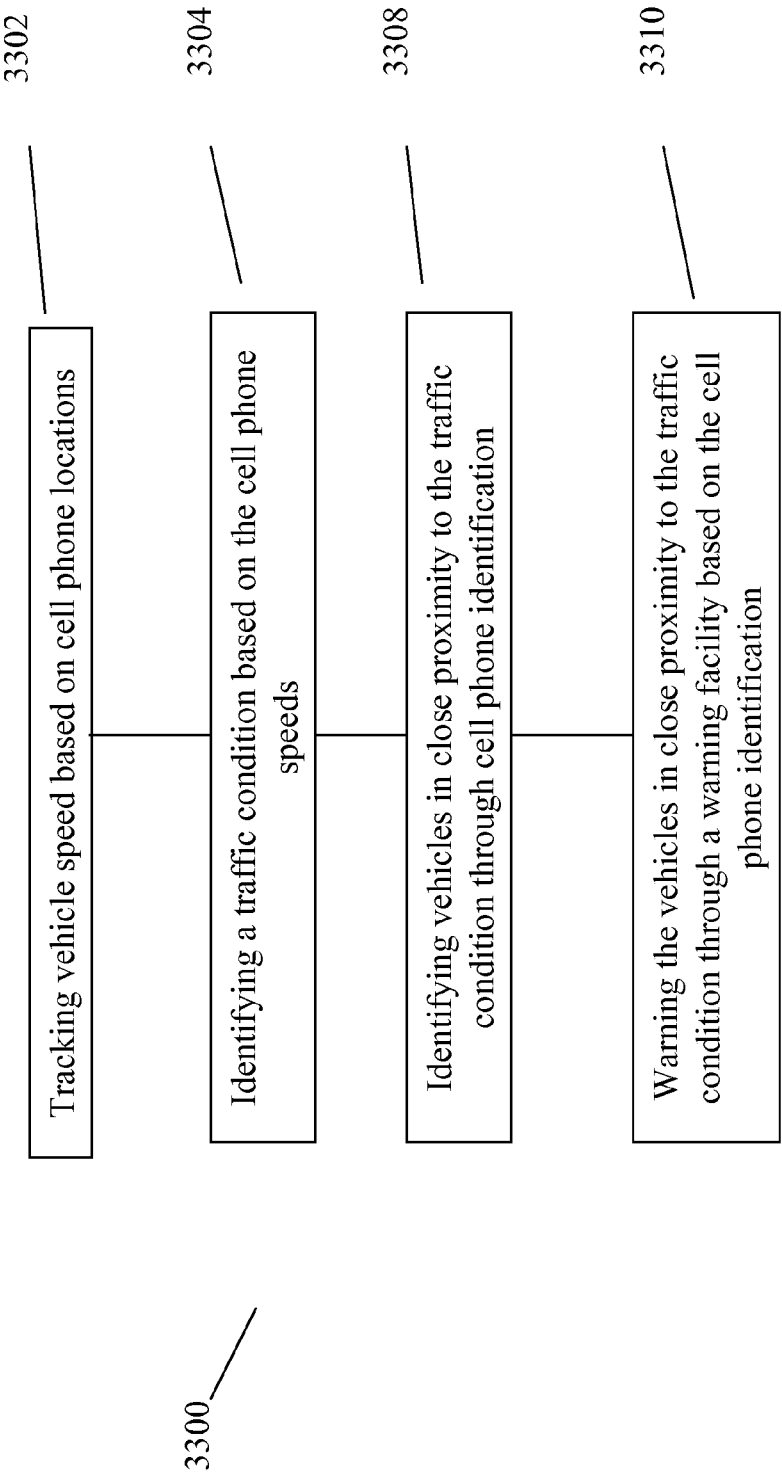 3300
3302
Tracking vehicle speed based on cell phone locations
3304
Identifying a traffic condition based on the cell phone
speeds
3308
Identifying vehicles in close proximity to the traffic
condition through cell phone identification
3310
Warning the vehicles in close proximity to the traffic
condition through a warning facility based on the cell
phone identification